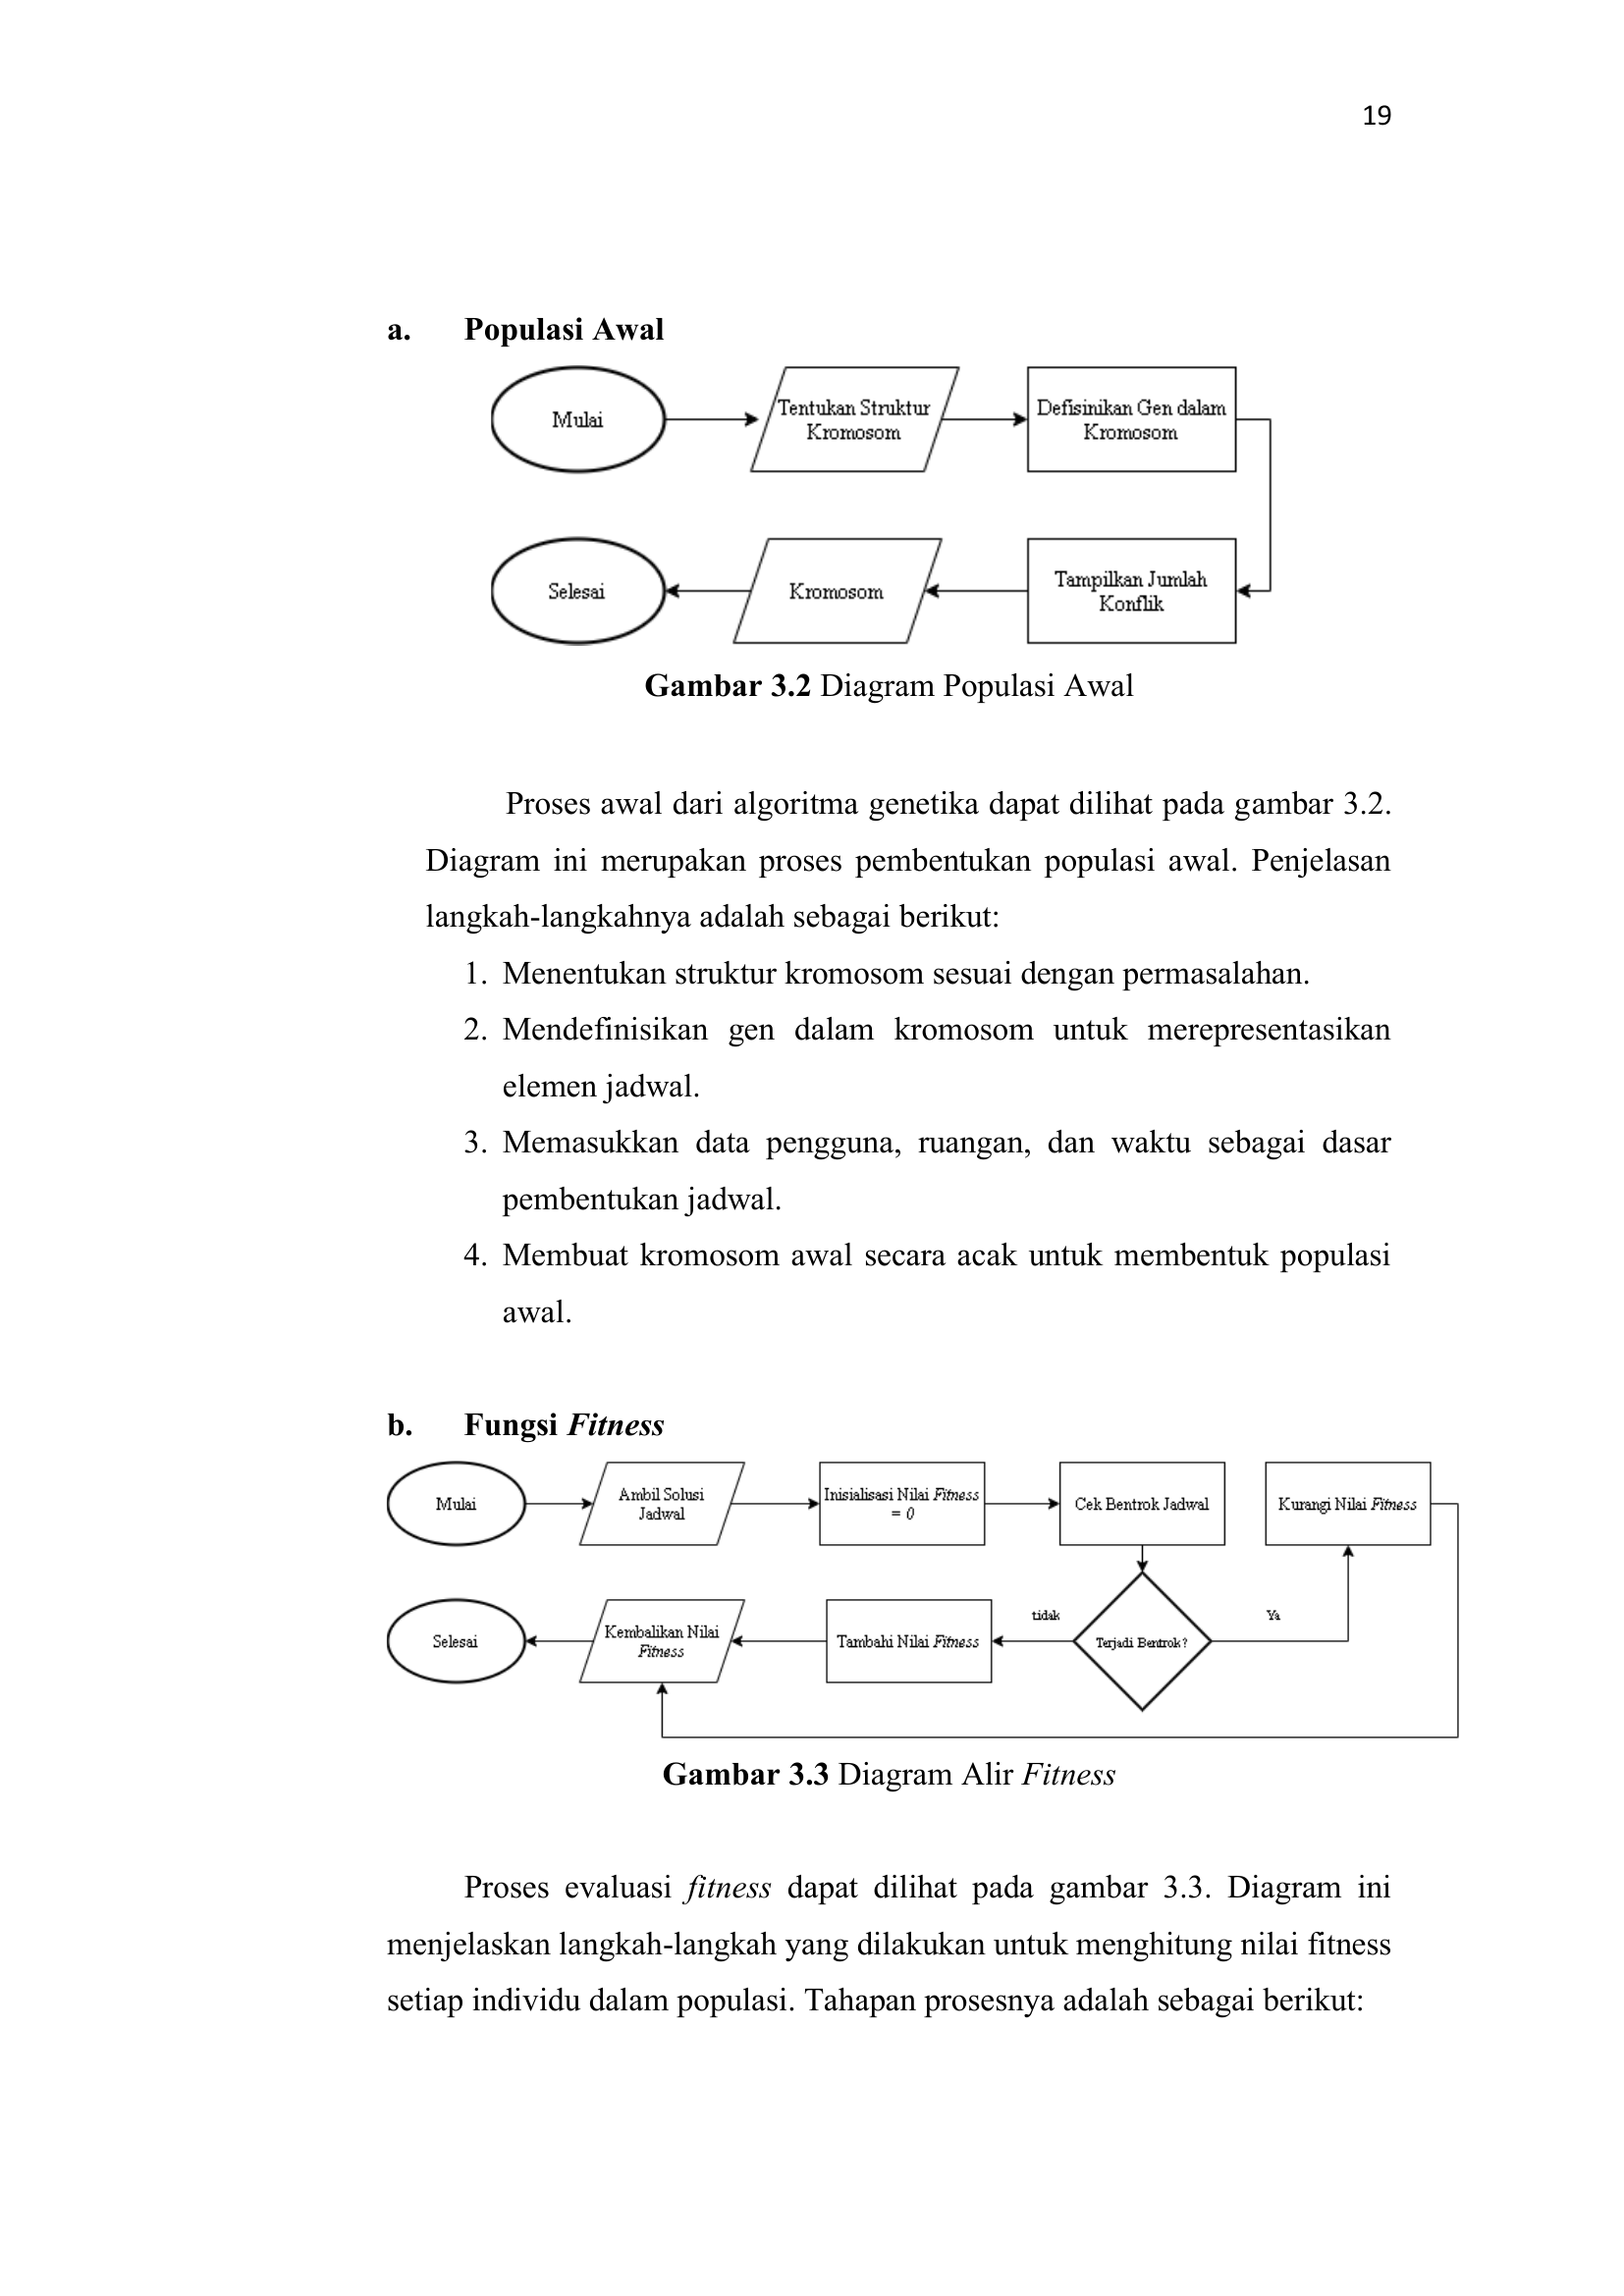 19
a. Populasi Awal
Mulai
Tentukan Struktur
Kromosom
Defisinikan Gen dalam
Kromosom
Selesai
Kromosom
Tampilkan Jumlah
Konflik
Gambar 3.2 Diagram Populasi Awal
Proses awal dari algoritma genetika dapat dilihat pada gambar 3.2.
Diagram ini merupakan proses pembentukan populasi awal. Penjelasan
langkah-langkahnya adalah sebagai berikut:
1. Menentukan struktur kromosom sesuai dengan permasalahan.
2. Mendefinisikan gen dalam kromosom untuk merepresentasikan
elemen jadwal.
3. Memasukkan data pengguna, ruangan, dan waktu sebagai dasar
pembentukan jadwal.
4. Membuat kromosom awal secara acak untuk membentuk populasi
awal.
b. Fungsi Fitness
Mulai
Ambil Solusi
Jadwal
Inisialisasi Nilai Fitness
= 0
Cek Bentrok Jadwal
Kurangi Nilai Fitness
Selesai
Kembalikan Nilai
Fitness
Tambahi Nilai Fitness
tidak
Terjadi Bentrok?
Ya
Gambar 3.3 Diagram Alir Fitness
Proses evaluasi fitness dapat dilihat pada gambar 3.3. Diagram ini
menjelaskan langkah-langkah yang dilakukan untuk menghitung nilai fitness
setiap individu dalam populasi. Tahapan prosesnya adalah sebagai berikut: